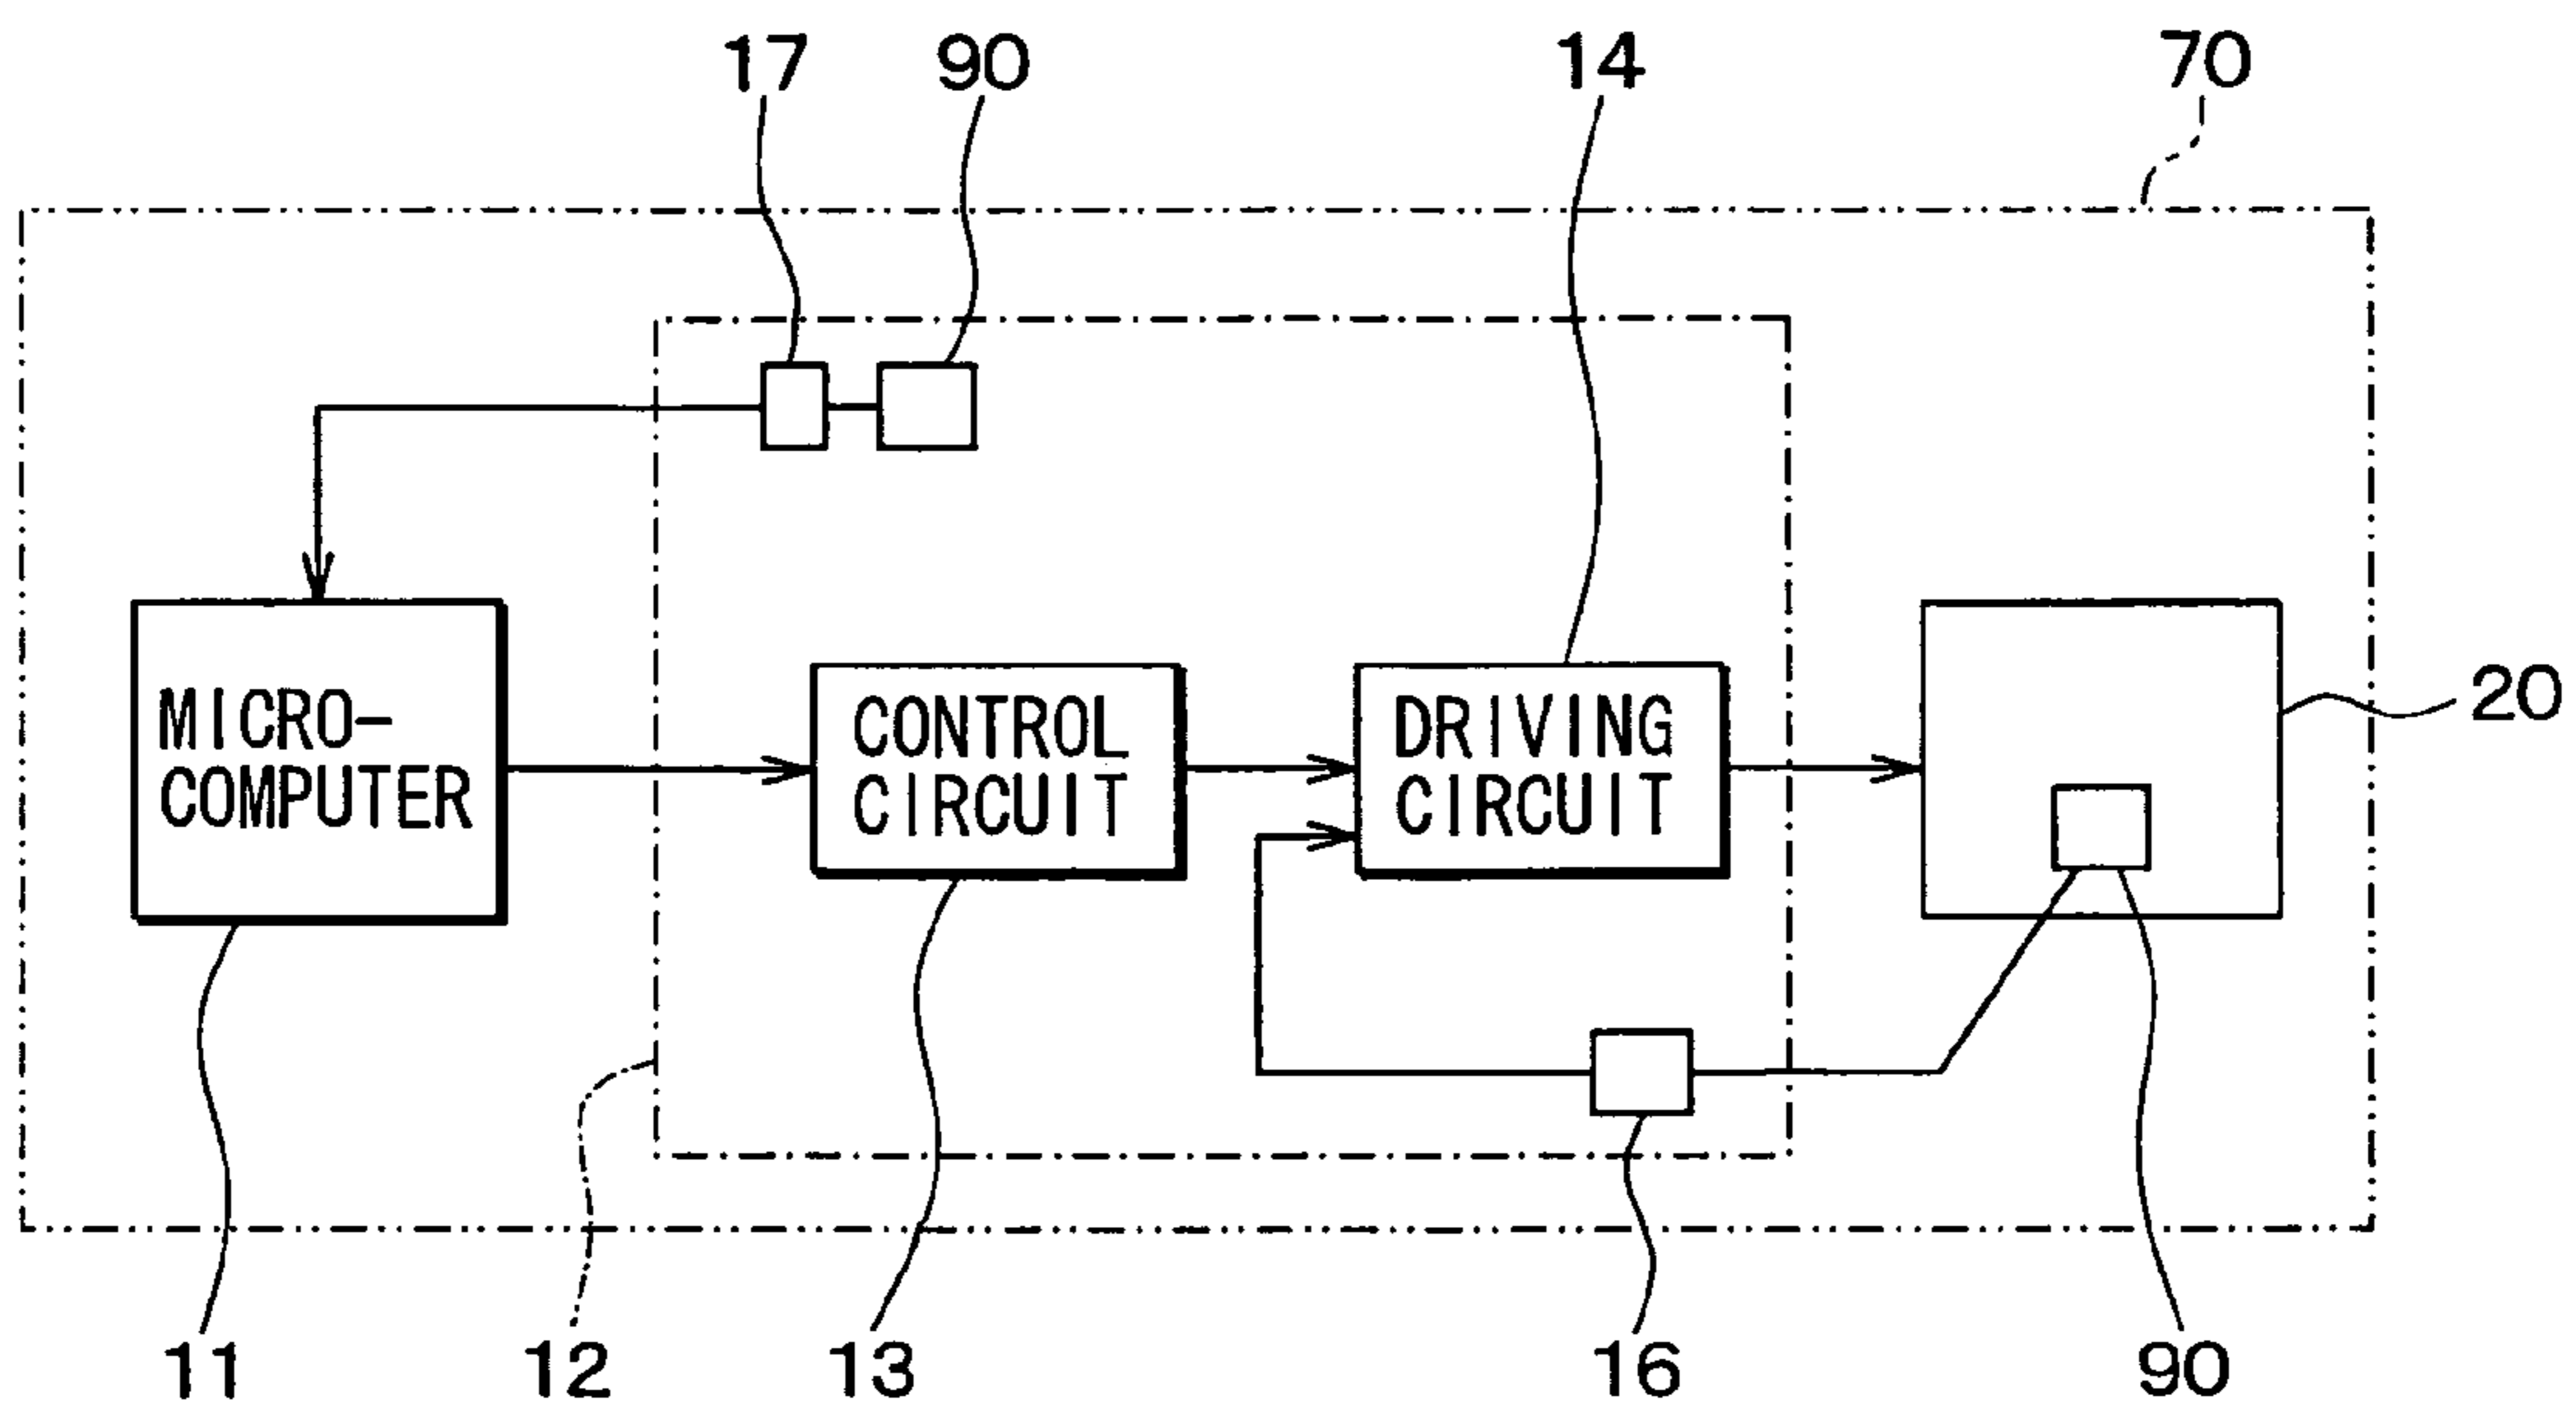 17 90 14 70
MICRO-
COMPUTER
CONTROL
CIRCUIT
DRIVING
CIRCUIT
20
11 12 13 16 90